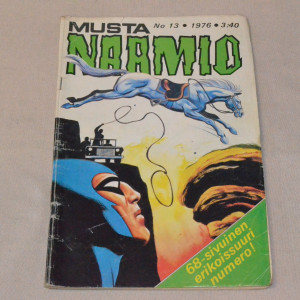 MUSTA No 13 • 1976 • 3:40
NAAMIO
68-sivuinen
erikoissuuri
numero!